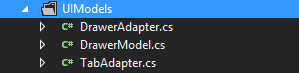 UIModels
C# DrawerAdapter.cs
C# DrawerModel.cs
C# TabAdapter.cs